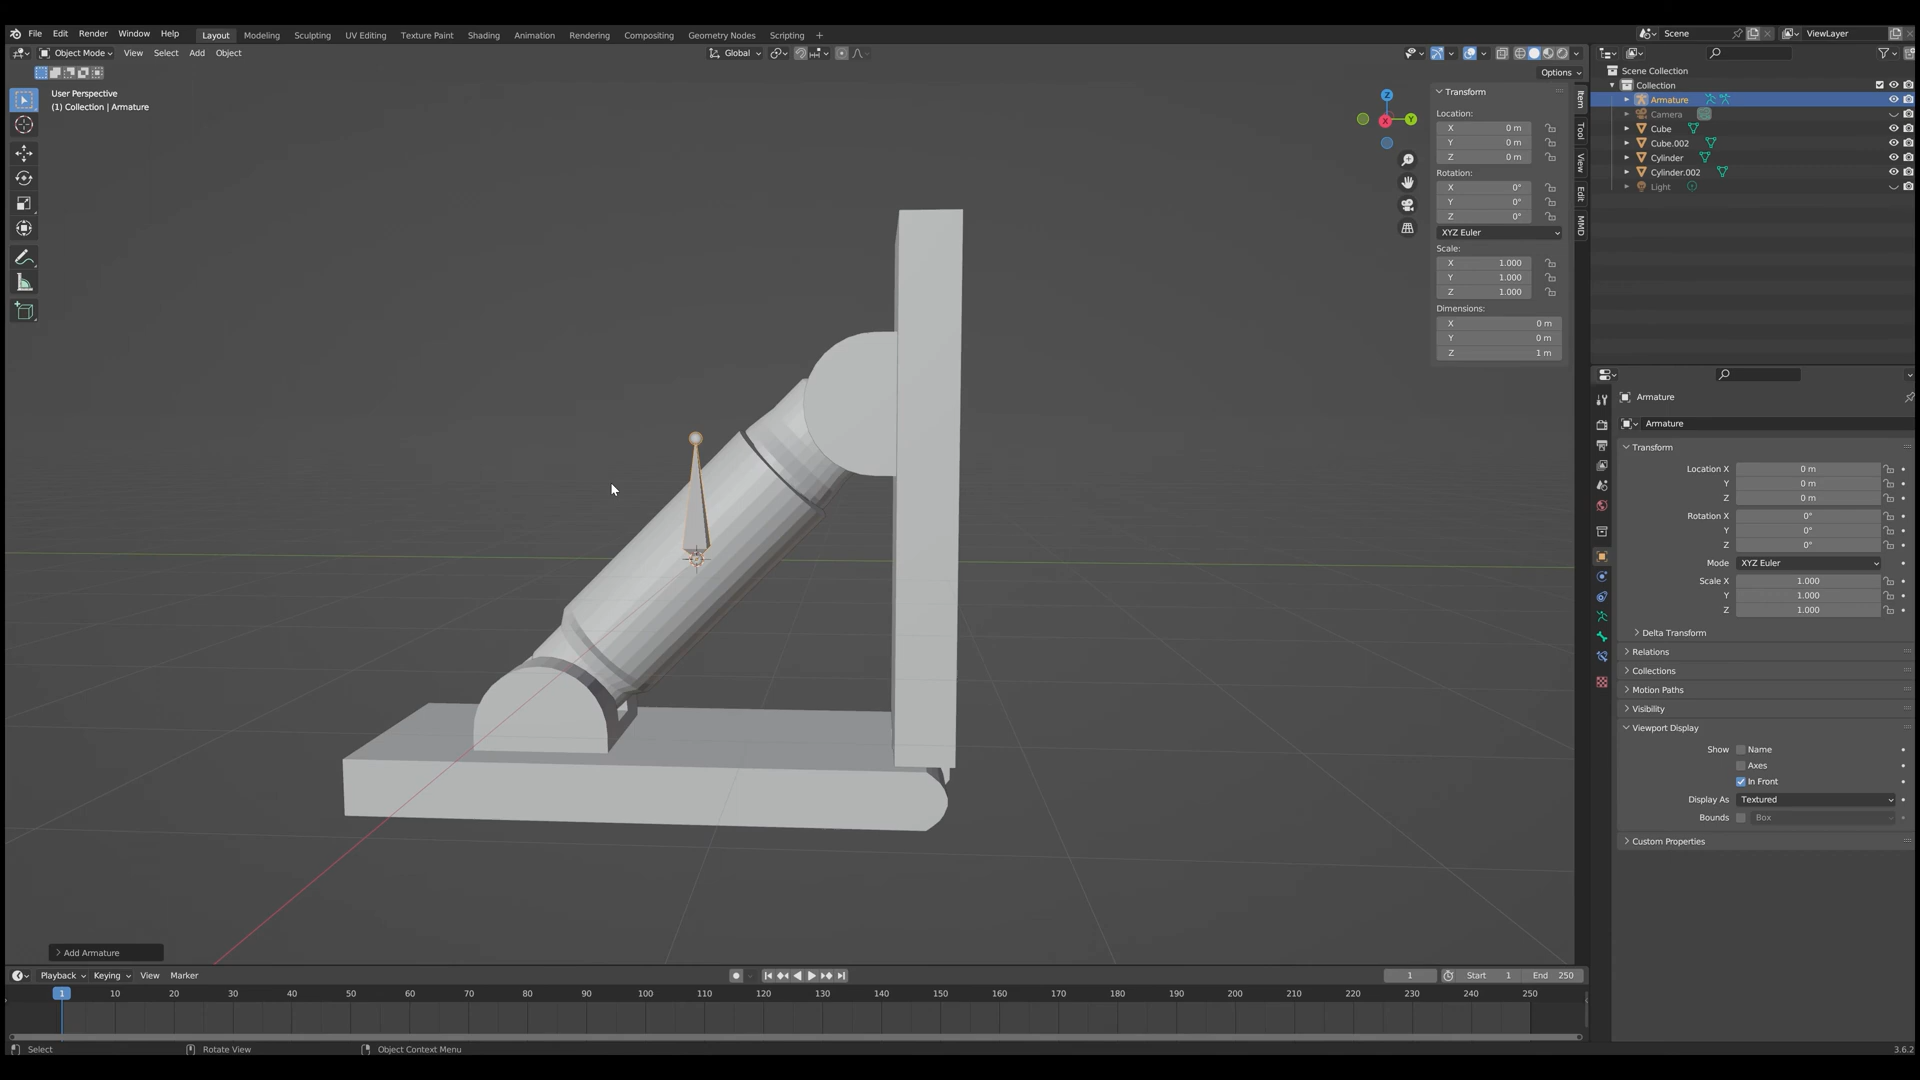 File Edit Render Window Help Layout Modeling Sculpting UV Editing Texture Paint Shading Animation Rendering Compositing Geometry Nodes Scripting + Scene ViewLayer
Object Mode View Select Add Object Global
Options
User Perspective
(1) Collection | Armature
Z
Y
X
Transform
Location:
X 0 m
Y 0 m
Z 0 m
Rotation:
X 0°
Y 0°
Z 0°
XYZ Euler
Scale:
X 1.000
Y 1.000
Z 1.000
Dimensions:
X 0 m
Y 0 m
Z 1 m
Item
Tool
View
Edit
MMD
Scene Collection
Collection
Armature
Camera
Cube
Cube.002
Cylinder
Cylinder.002
Light
Armature
Armature
Transform
Location X 0 m
Y 0 m
Z 0 m
Rotation X 0°
Y 0°
Z 0°
Mode XYZ Euler
Scale X 1.000
Y 1.000
Z 1.000
Delta Transform
Relations
Collections
Motion Paths
Visibility
Viewport Display
Show Name
Axes
In Front
Display As Textured
Bounds Box
Custom Properties
Add Armature
Playback Keying View Marker 1 Start 1 End 250
1 10 20 30 40 50 60 70 80 90 100 110 120 130 140 150 160 170 180 190 200 210 220 230 240 250
Select Rotate View Object Context Menu 3.6.2